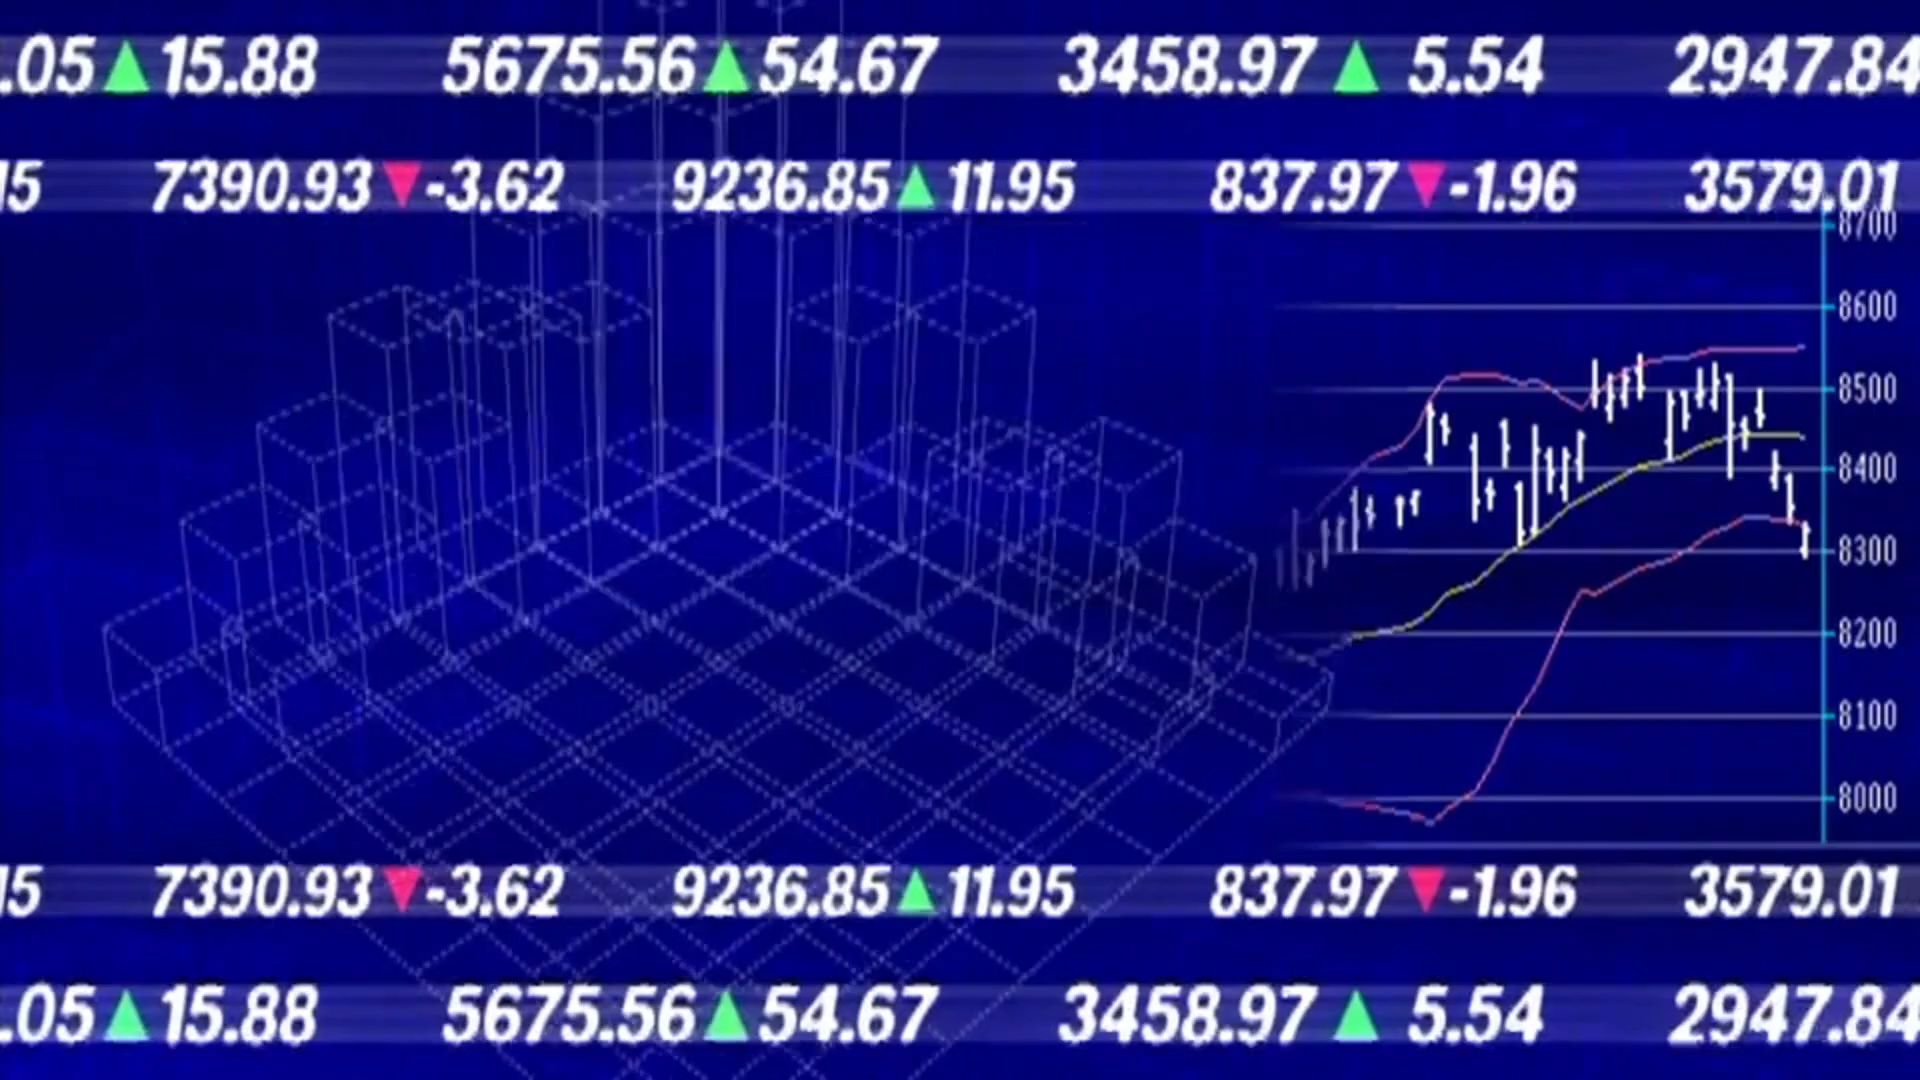 .05 ▲ 15.88 5675.56 ▲ 54.67 3458.97 ▲ 5.54 2947.84
15 7390.93 ▼ -3.62 9236.85 ▲ 11.95 837.97 ▼ -1.96 3579.01
8700
8600
8500
8400
8300
8200
8100
8000
15 7390.93 ▼ -3.62 9236.85 ▲ 11.95 837.97 ▼ -1.96 3579.01
.05 ▲ 15.88 5675.56 ▲ 54.67 3458.97 ▲ 5.54 2947.84